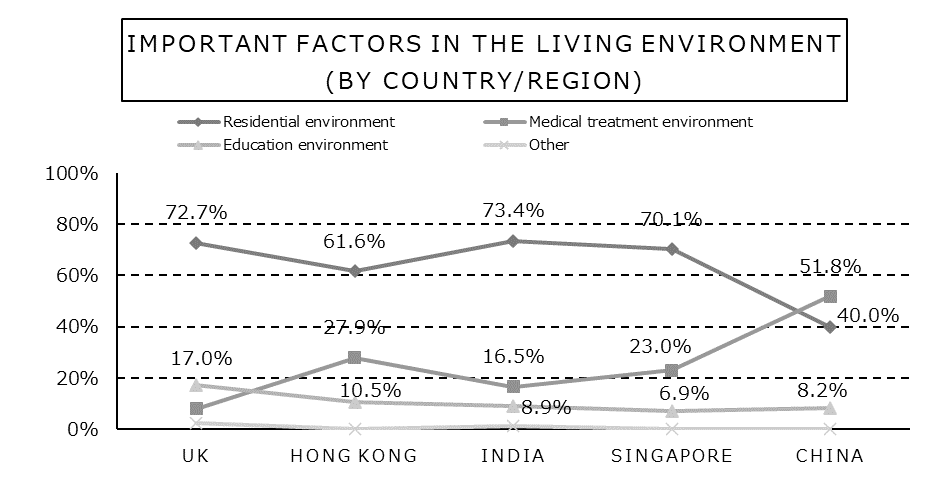 IMPORTANT FACTORS IN THE LIVING ENVIRONMENT
(BY COUNTRY/REGION)
Residential environment
Medical treatment environment
Education environment
Other
100%
80%
60%
40%
20%
0%
72.7%
61.6%
73.4%
70.1%
51.8%
40.0%
27.9%
17.0%
16.5%
23.0%
10.5%
8.9%
6.9%
8.2%
UK
HONG KONG
INDIA
SINGAPORE
CHINA